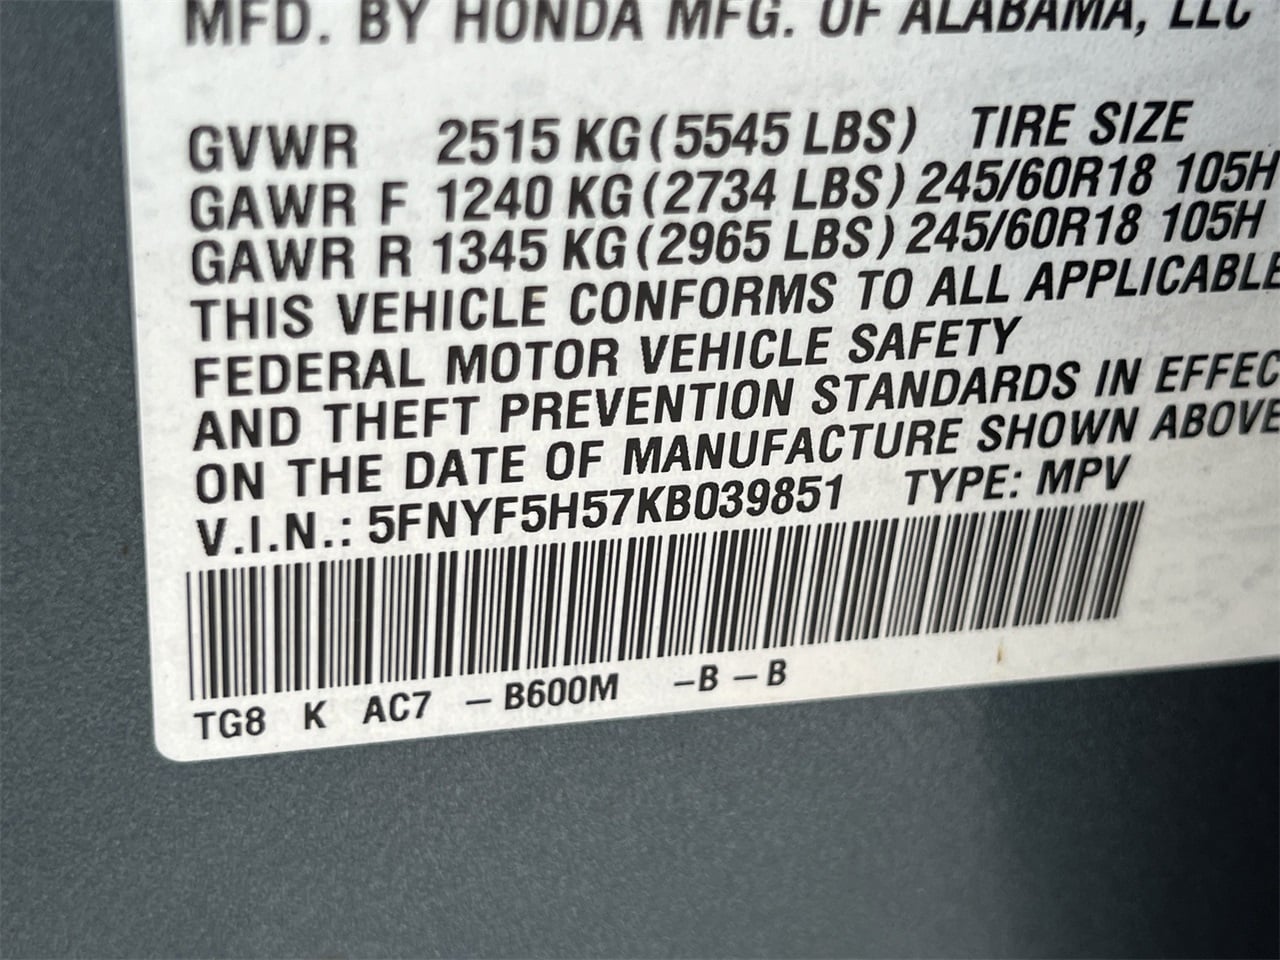 MFD. BY HONDA MFG. OF ALABAMA, LLC
GVWR 2515 KG (5545 LBS) TIRE SIZE
GAWR F 1240 KG (2734 LBS) 245/60R18 105H
GAWR R 1345 KG (2965 LBS) 245/60R18 105H
THIS VEHICLE CONFORMS TO ALL APPLICABLE
FEDERAL MOTOR VEHICLE SAFETY
AND THEFT PREVENTION STANDARDS IN EFFEC
ON THE DATE OF MANUFACTURE SHOWN ABOVE
V.I.N.: 5FNYF5H57KB039851 TYPE: MPV
TG8 K AC7 –B600M –B –B